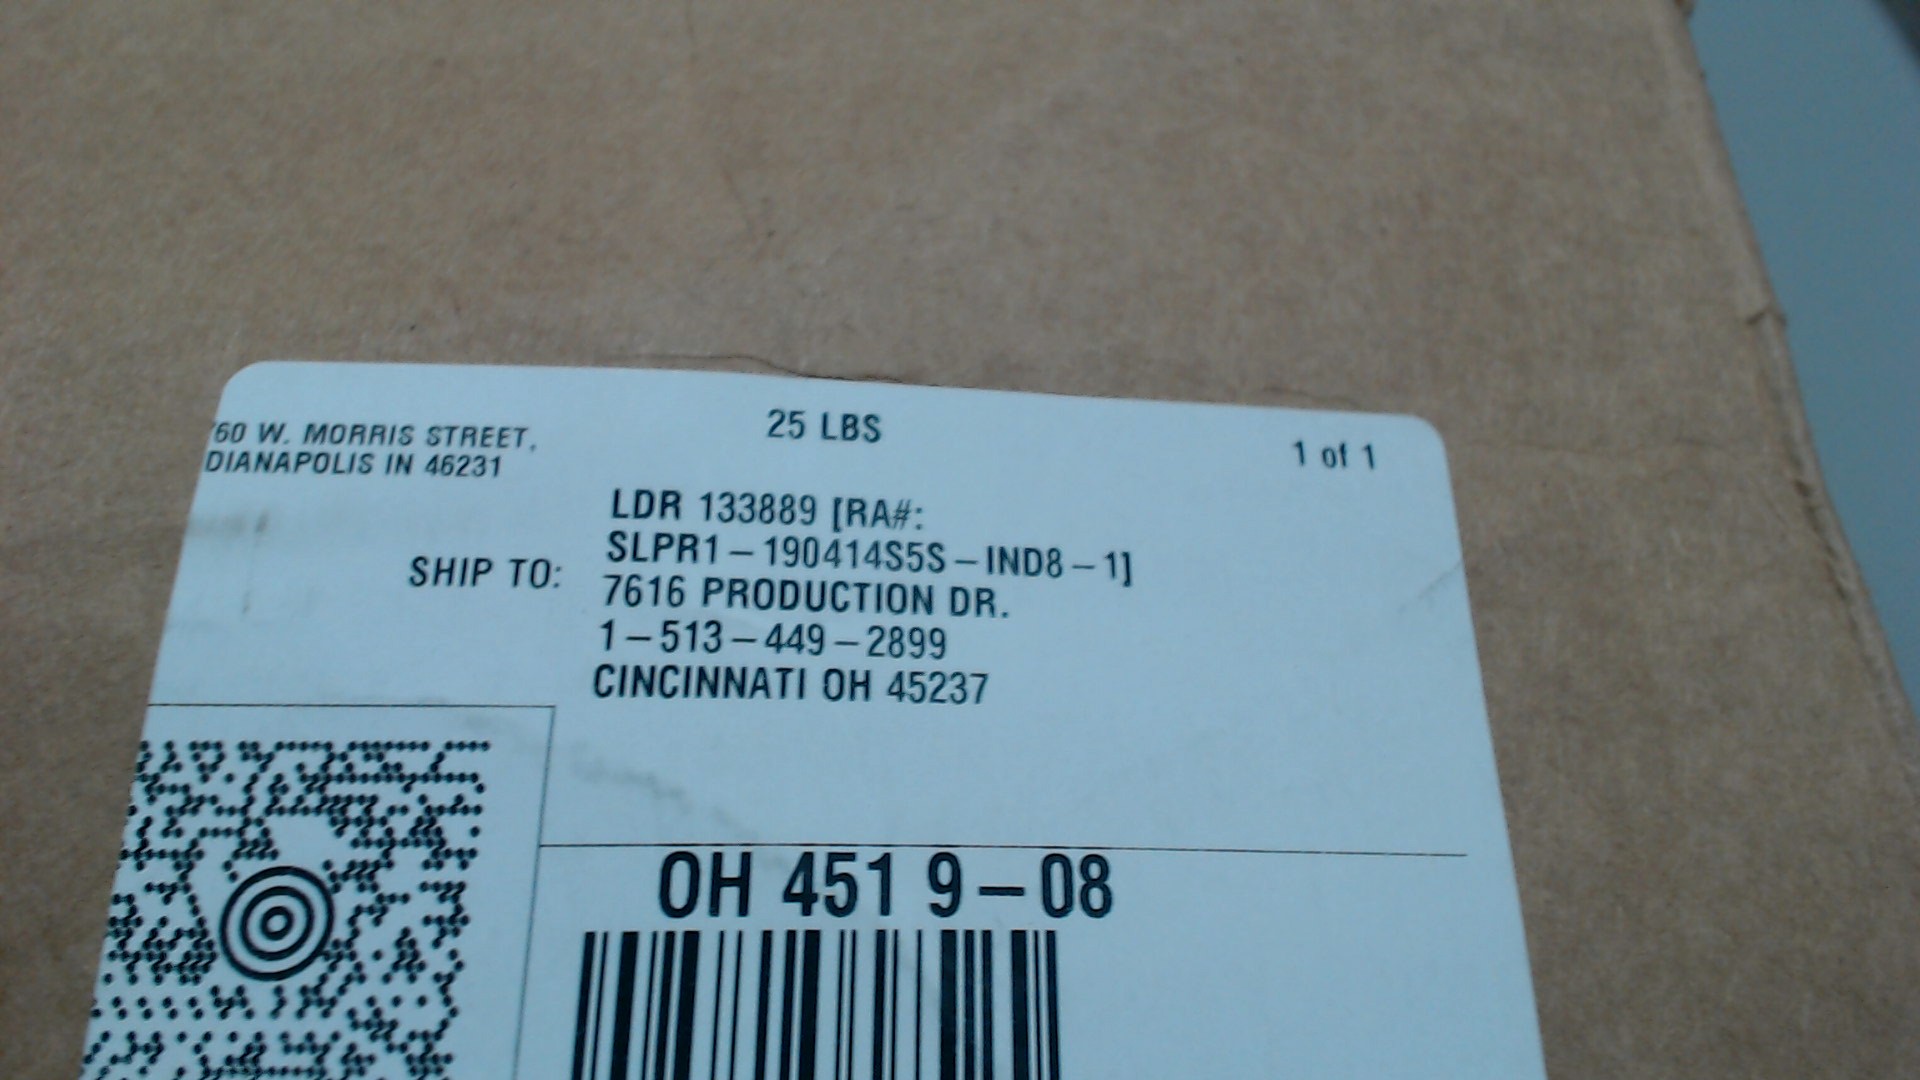 60 W. MORRIS STREET,
DIANAPOLIS IN 46231
25 LBS
1 of 1
SHIP TO:
LDR 133889 [RA#:
SLPR1-190414S5S-IND8-1]
7616 PRODUCTION DR.
1-513-449-2899
CINCINNATI OH 45237
OH 451 9-08